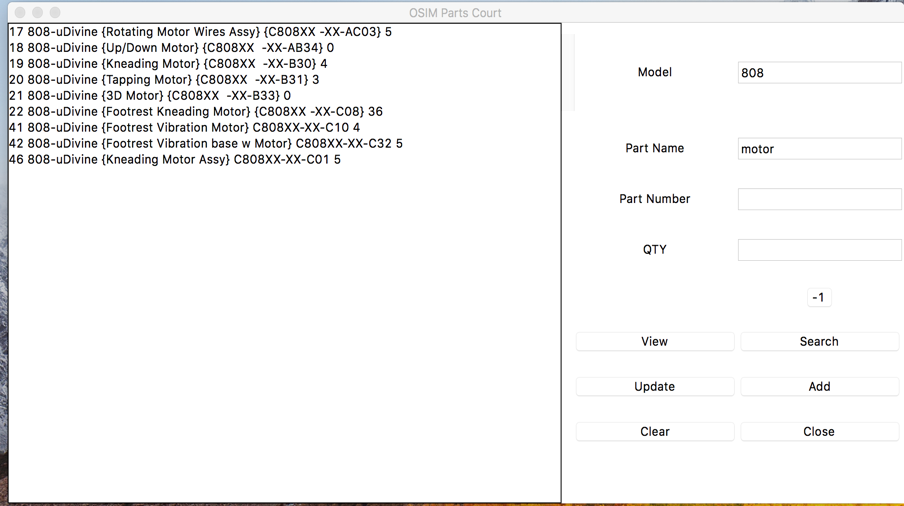 OSIM Parts Court
17 808-uDivine {Rotating Motor Wires Assy} {C808XX -XX-AC03} 5
18 808-uDivine {Up/Down Motor} {C808XX  -XX-AB34} 0
19 808-uDivine {Kneading Motor} {C808XX  -XX-B30} 4
20 808-uDivine {Tapping Motor} {C808XX  -XX-B31} 3
21 808-uDivine {3D Motor} {C808XX  -XX-B33} 0
22 808-uDivine {Footrest Kneading Motor} {C808XX -XX-C08} 36
41 808-uDivine {Footrest Vibration Motor} C808XX-XX-C10 4
42 808-uDivine {Footrest Vibration base w Motor} C808XX-XX-C32 5
46 808-uDivine {Kneading Motor Assy} C808XX-XX-C01 5
Model 808
Part Name motor
Part Number
QTY
-1
View Search
Update Add
Clear Close